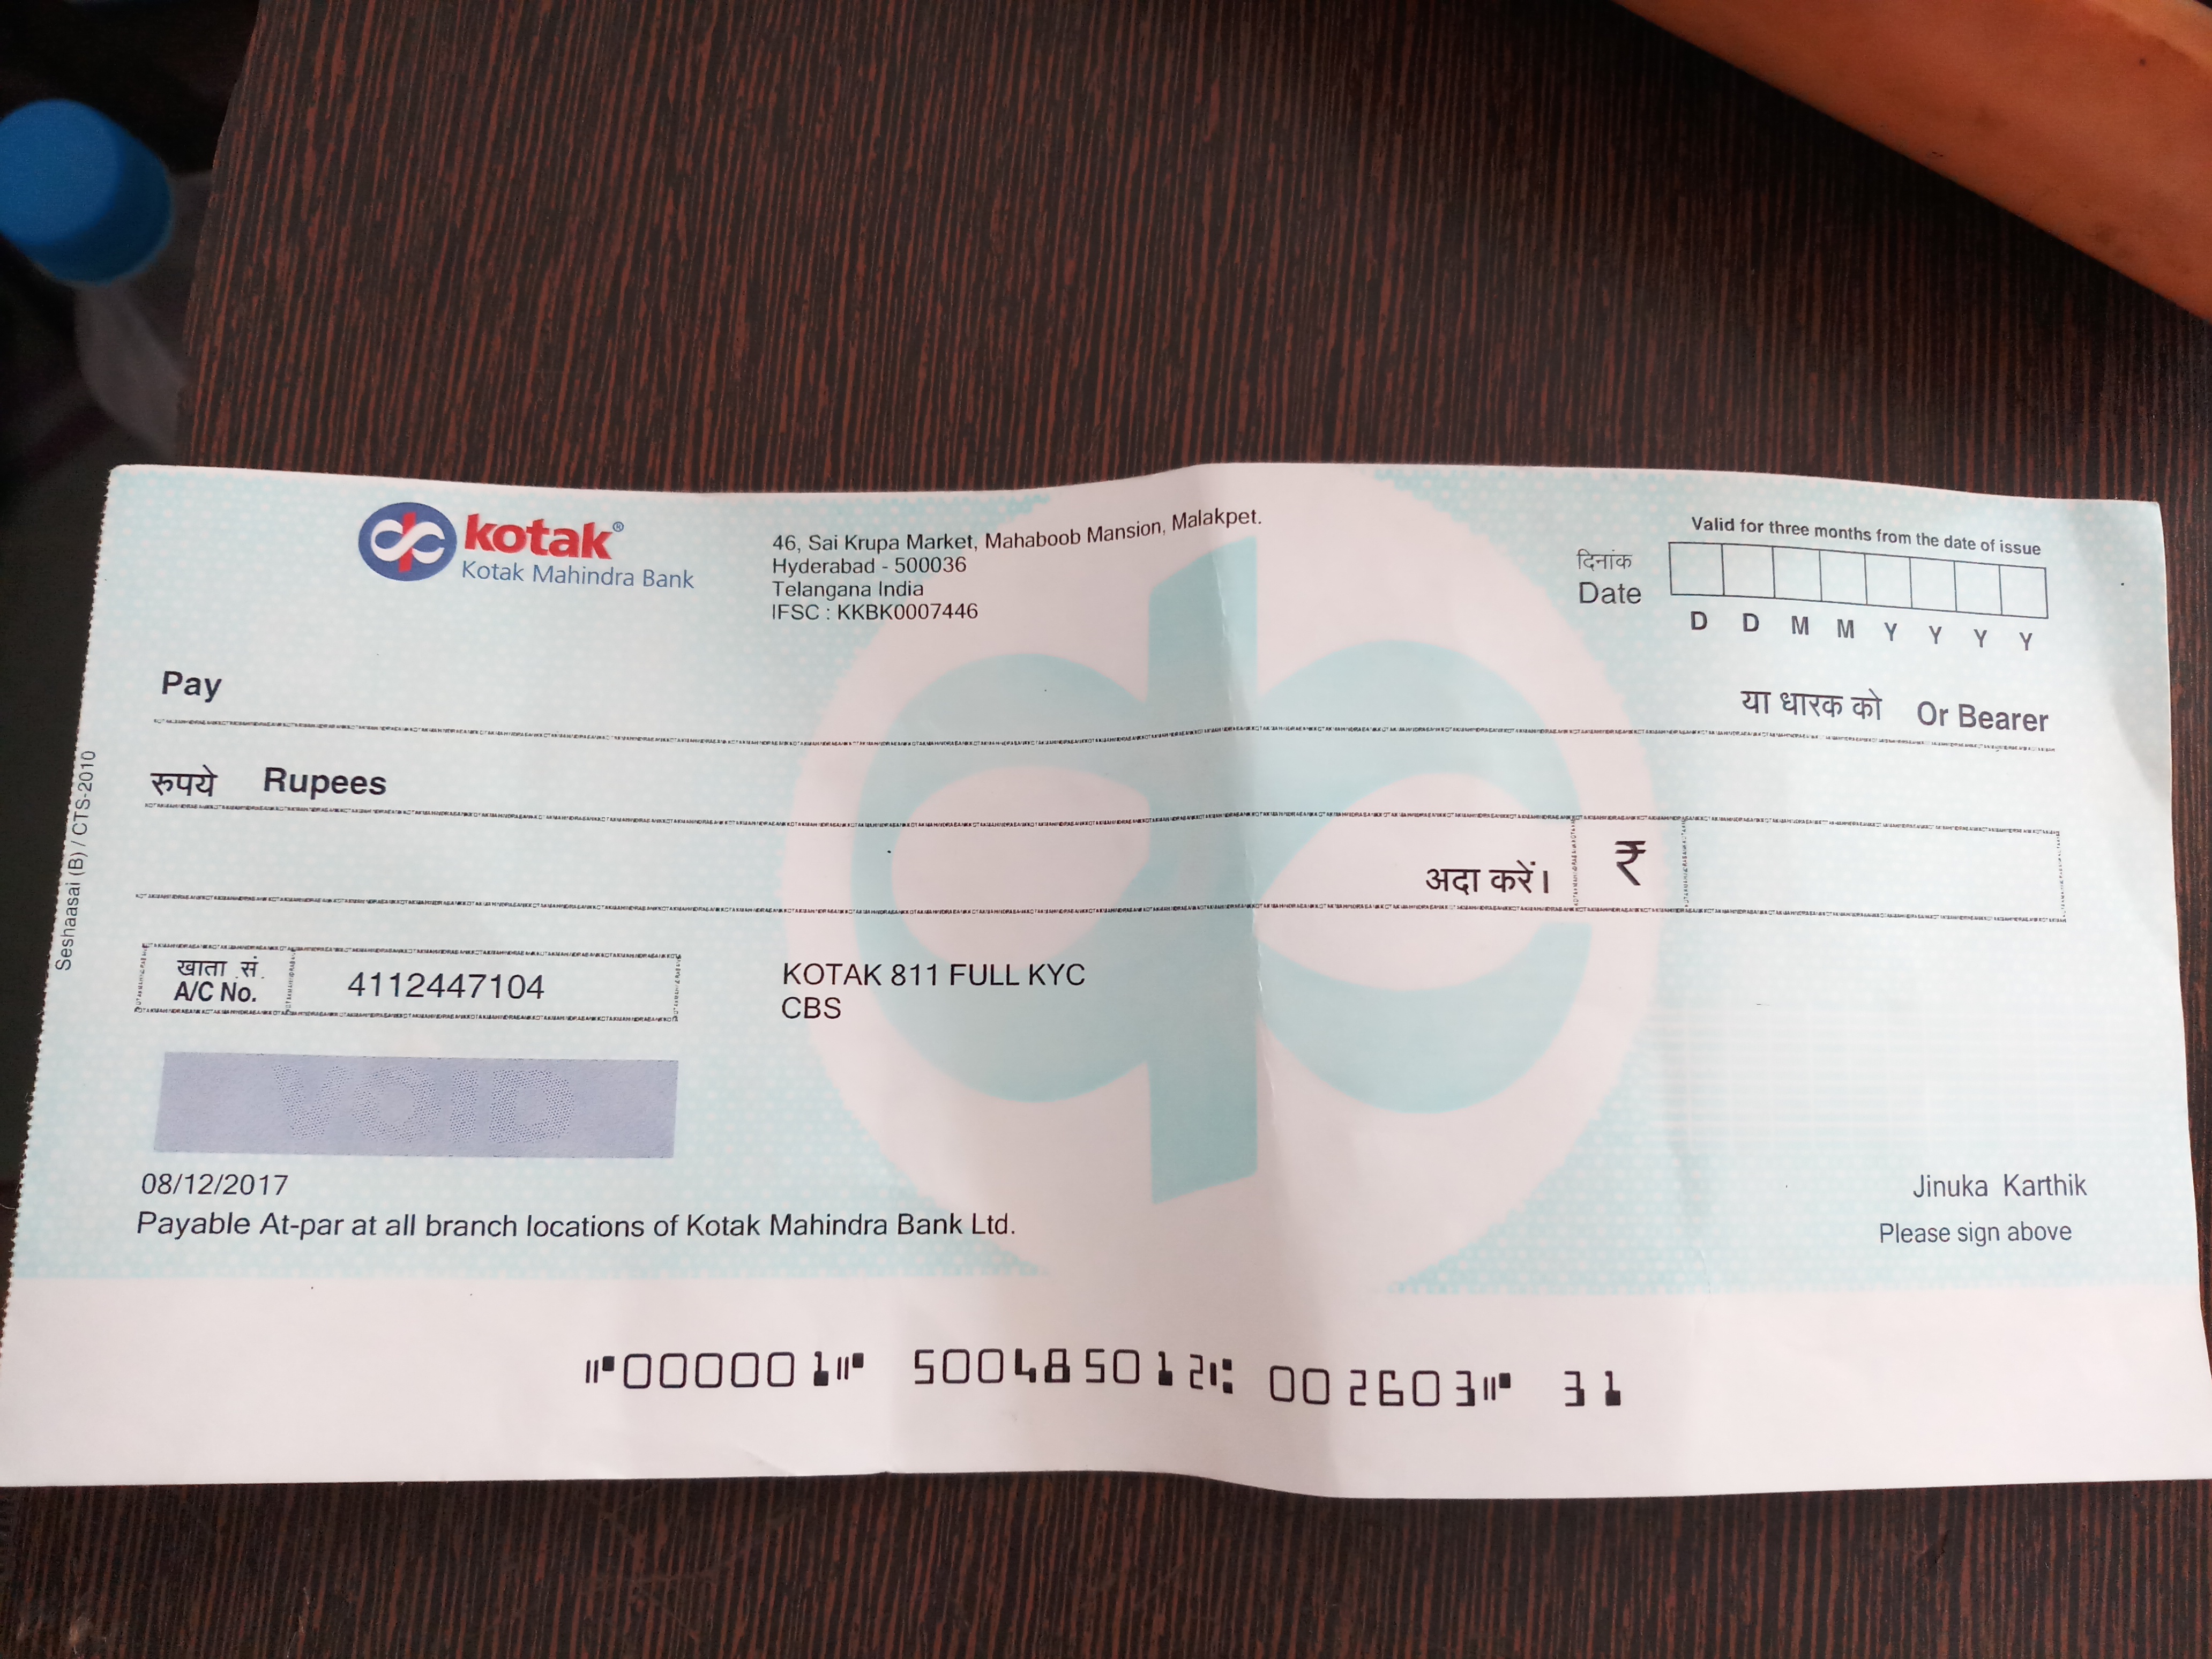 kotak®
Kotak Mahindra Bank
46, Sai Krupa Market, Mahaboob Mansion, Malakpet.
Hyderabad - 500036
Telangana India
IFSC : KKBK0007446
Valid for three months from the date of issue
दिनांक
Date
D D M M Y Y Y Y
Pay
या धारक को Or Bearer
रुपये Rupees
अदा करें। ₹
खाता सं.
A/C No.
4112447104
KOTAK 811 FULL KYC
CBS
VOID
08/12/2017
Payable At-par at all branch locations of Kotak Mahindra Bank Ltd.
Jinuka Karthik
Please sign above
Seshaasai (B) / CTS-2010
⑈000001⑈ 500485012⑆ 002603⑈ 31